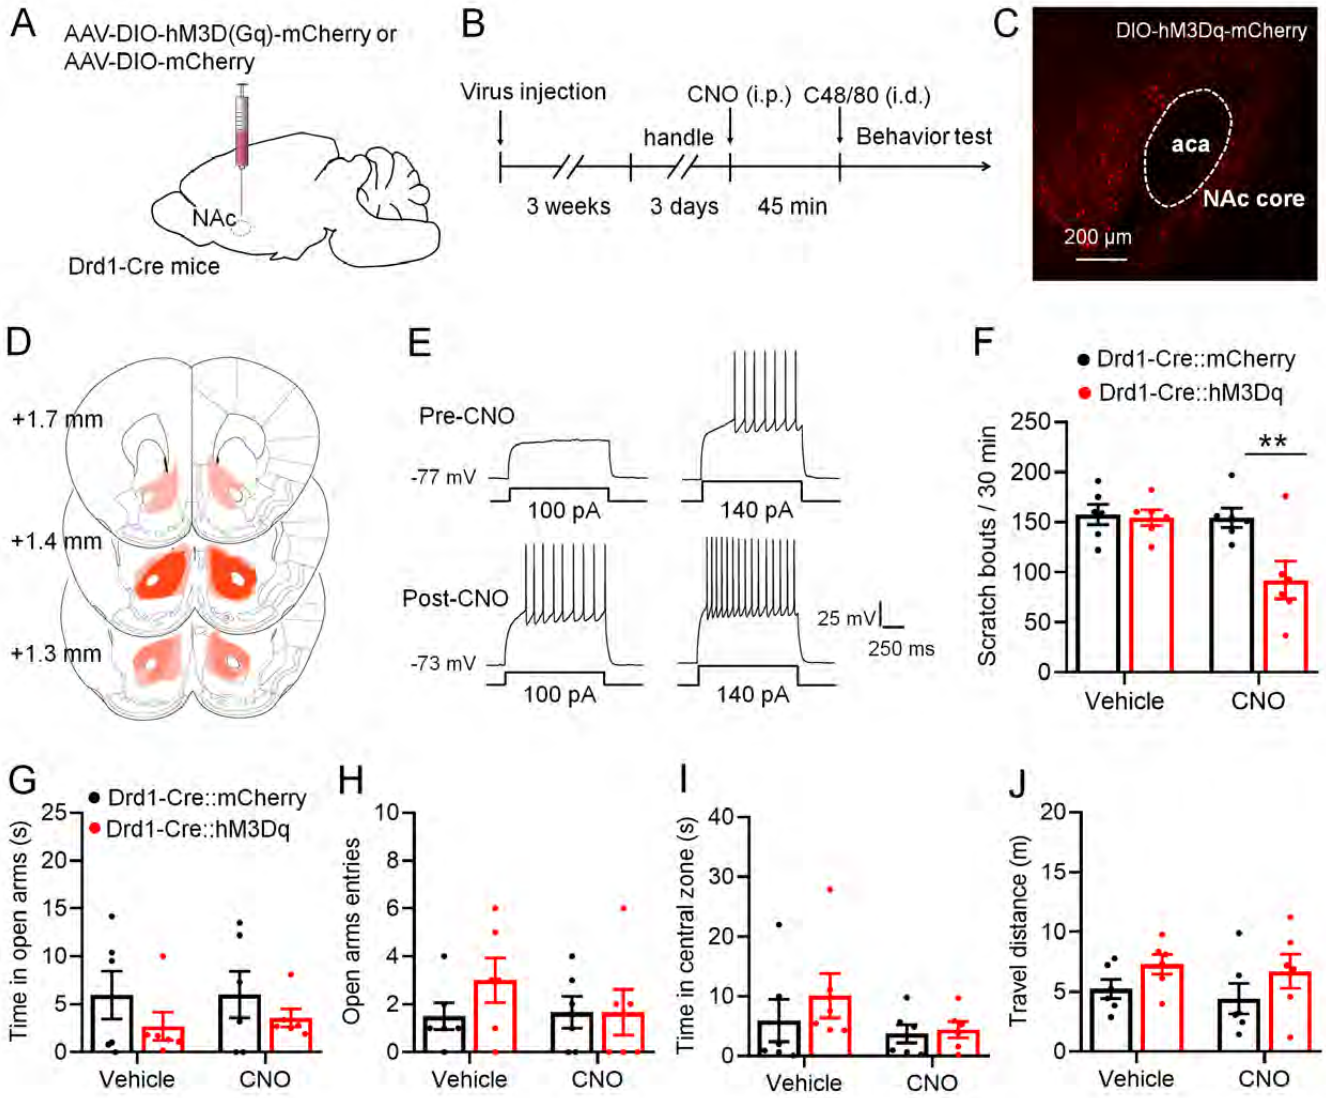 A
AAV-DIO-hM3D(Gq)-mCherry or
AAV-DIO-mCherry
NAc
Drd1-Cre mice
B
Virus injection
CNO (i.p.)
C48/80 (i.d.)
handle
Behavior test
3 weeks
3 days
45 min
C
DIO-hM3Dq-mCherry
aca
NAc core
200 µm
D
+1.7 mm
+1.4 mm
+1.3 mm
E
Pre-CNO
-77 mV
100 pA
140 pA
Post-CNO
-73 mV
25 mV
250 ms
100 pA
140 pA
F
Drd1-Cre::mCherry
Drd1-Cre::hM3Dq
Scratch bouts / 30 min
250
200
150
100
50
0
**
Vehicle
CNO
G
Drd1-Cre::mCherry
Drd1-Cre::hM3Dq
Time in open arms (s)
25
20
15
10
5
0
Vehicle
CNO
H
Open arms entries
10
8
6
4
2
0
Vehicle
CNO
I
Time in central zone (s)
40
30
20
10
0
Vehicle
CNO
J
Travel distance (m)
20
15
10
5
0
Vehicle
CNO